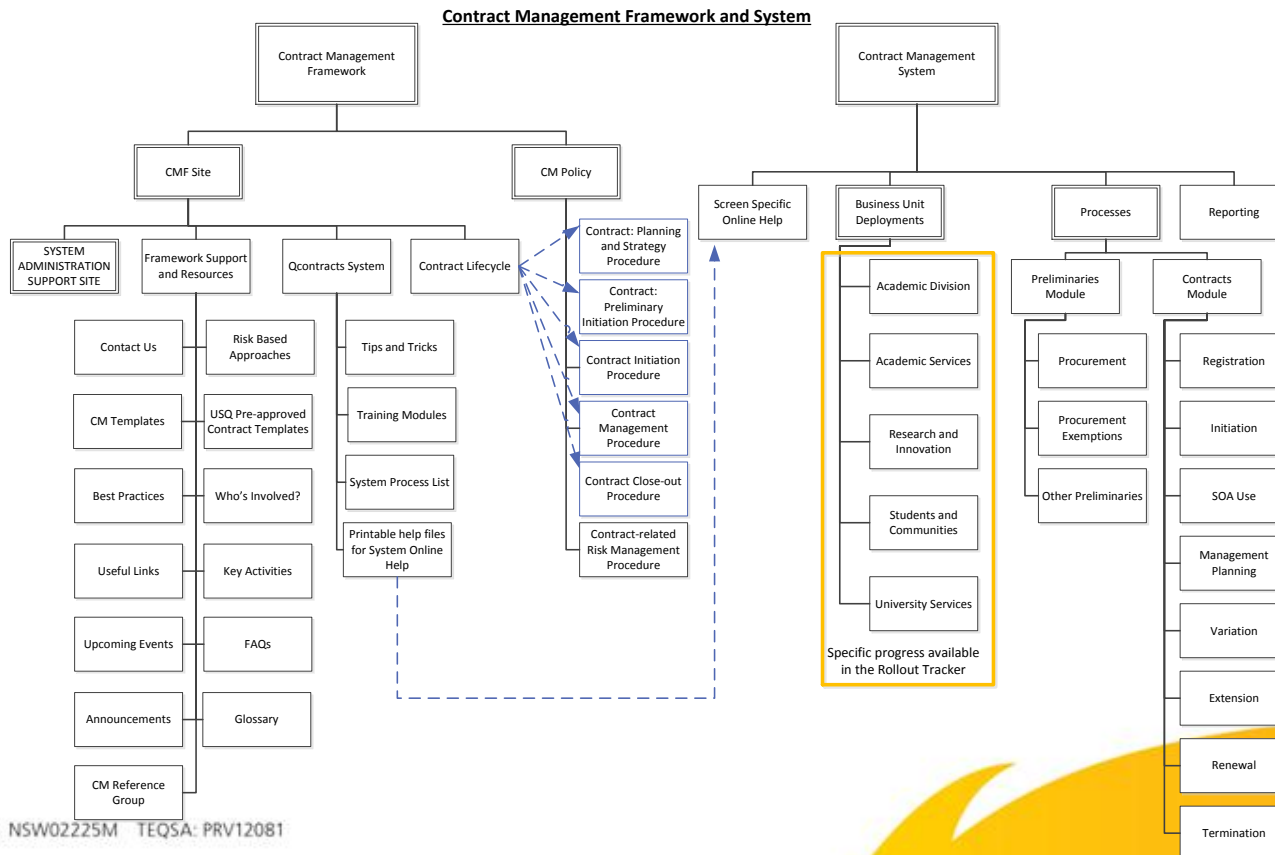 Contract Management Framework and System
Contract Management
Framework
Contract Management
System
CMF Site
CM Policy
Screen Specific
Online Help
Business Unit
Deployments
Processes
Reporting
SYSTEM
ADMINISTRATION
SUPPORT SITE
Framework Support
and Resources
Qcontracts System
Contract Lifecycle
Contract: Planning
and Strategy
Procedure
Contract:
Preliminary
Initiation Procedure
Contract Initiation
Procedure
Contract
Management
Procedure
Contract Close-out
Procedure
Contract-related
Risk Management
Procedure
Contact Us
Risk Based
Approaches
CM Templates
USQ Pre-approved
Contract Templates
Best Practices
Who's Involved?
Useful Links
Key Activities
Upcoming Events
FAQs
Announcements
Glossary
CM Reference
Group
Tips and Tricks
Training Modules
System Process List
Printable help files
for System Online
Help
Academic Division
Academic Services
Research and
Innovation
Students and
Communities
University Services
Specific progress available
in the Rollout Tracker
Preliminaries
Module
Procurement
Procurement
Exemptions
Other Preliminaries
Contracts
Module
Registration
Initiation
SOA Use
Management
Planning
Variation
Extension
Renewal
Termination
NSW02225M TEQSA: PRV12081